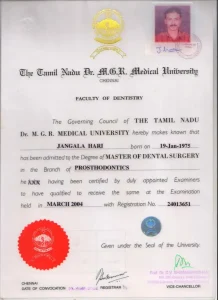 The Tamil Nadu Dr. M.G.R. Medical University
CHENNAI
FACULTY OF DENTISTRY
The Governing Council of THE TAMIL NADU
Dr. M. G. R. MEDICAL UNIVERSITY hereby makes known that
JANGALA HARI born on 19-Jan-1975
has been admitted to the Degree of MASTER OF DENTAL SURGERY
in the Branch of PROSTHODONTICS
he having been certified by duly appointed Examiners
to have qualified to receive the same at the Examination
held in MARCH 2004 with Registration No. 24013651
Given under the Seal of the University.
CHENNAI
DATE OF CONVOCATION
REGISTRAR
VICE-CHANCELLOR